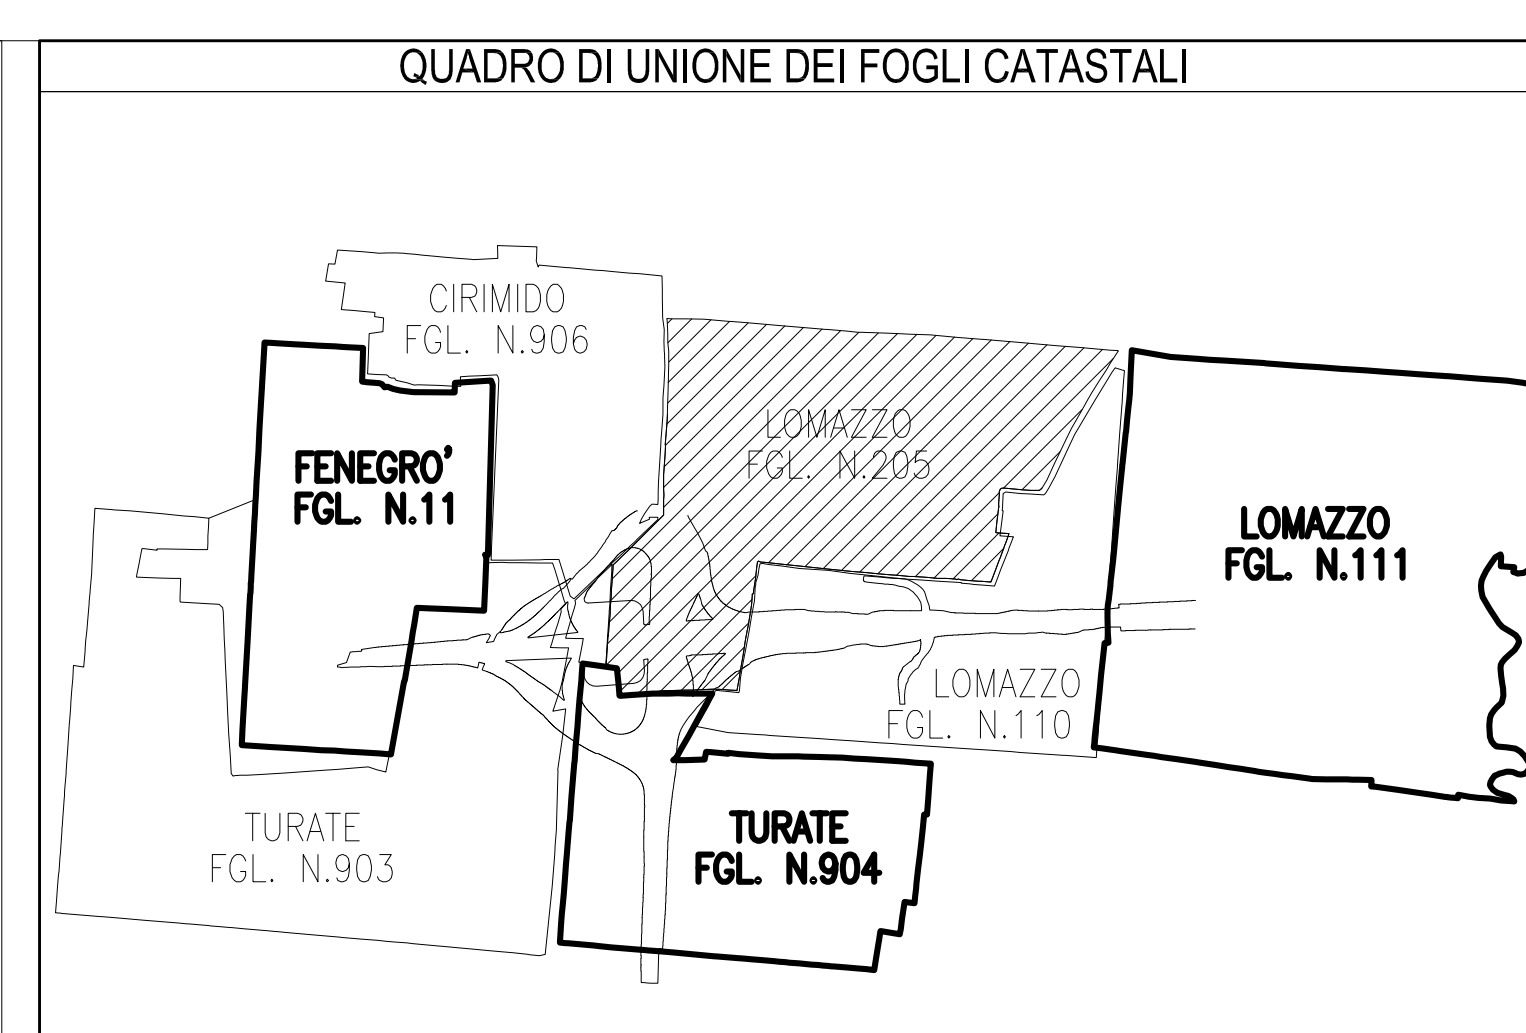 QUADRO DI UNIONE DEI FOGLI CATASTALI
CIRIMIDO
FGL. N.906
LOMAZZO
FGL. N.205
FENEGRO'
FGL. N.11
LOMAZZO
FGL. N.111
LOMAZZO
FGL. N.110
TURATE
FGL. N.903
TURATE
FGL. N.904